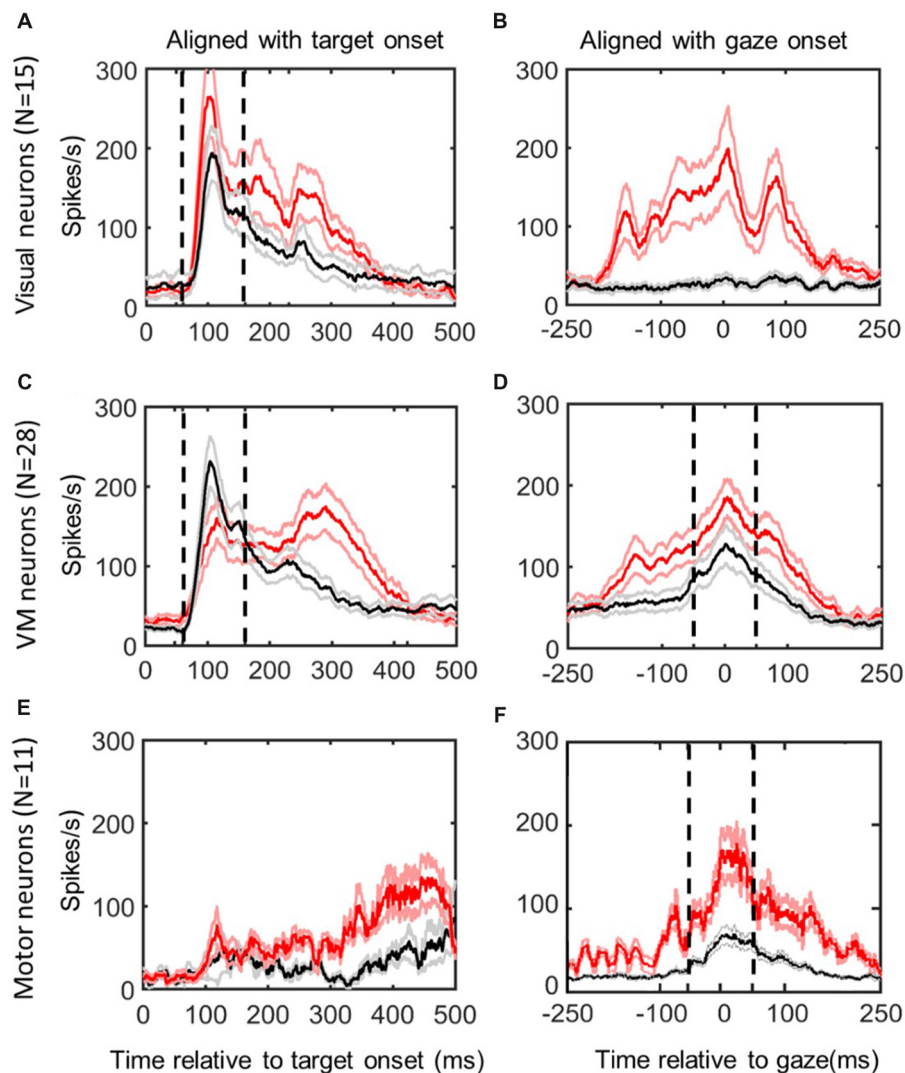 A
Aligned with target onset
B
Aligned with gaze onset
Visual neurons (N=15)
Spikes/s
300
200
100
0
0 100 200 300 400 500
300
200
100
0
-250 -100 0 100 250
C
D
VM neurons (N=28)
Spikes/s
300
200
100
0
0 100 200 300 400 500
300
200
100
0
-250 -100 0 100 250
E
F
Motor neurons (N=11)
Spikes/s
300
200
100
0
0 100 200 300 400 500
Time relative to target onset (ms)
300
200
100
0
-250 -100 0 100 250
Time relative to gaze(ms)